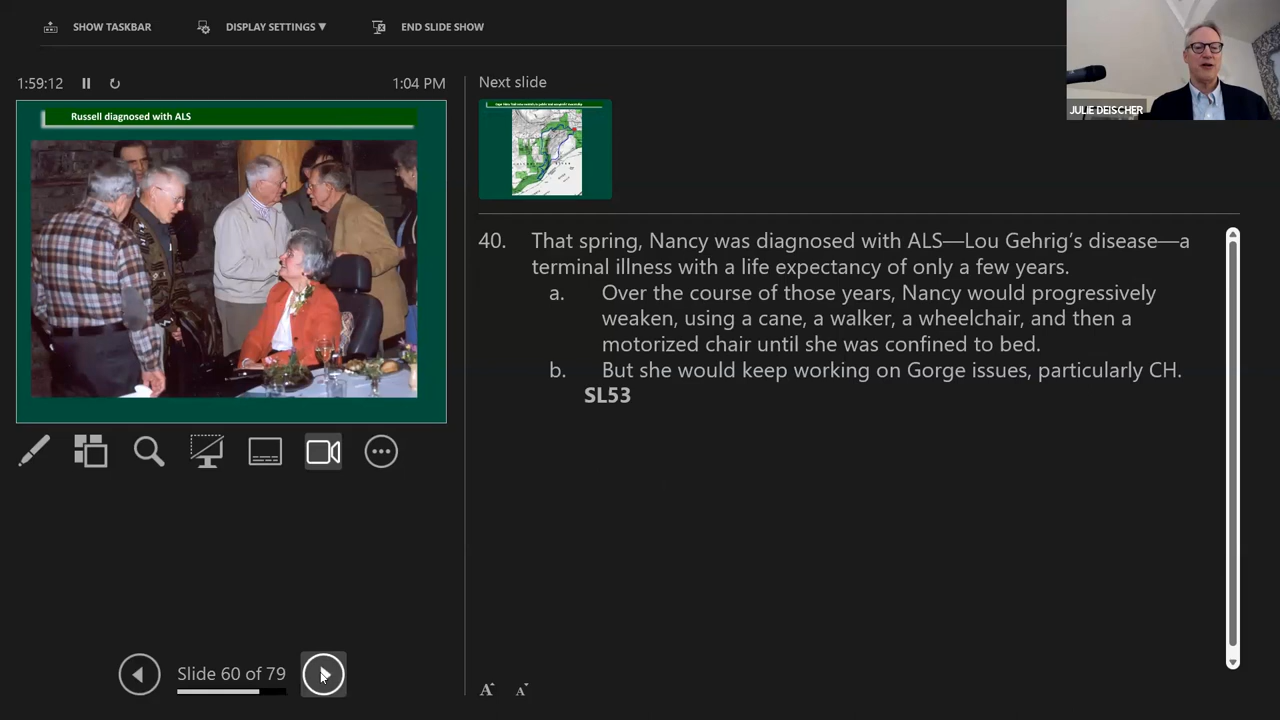 SHOW TASKBAR
DISPLAY SETTINGS ▼
END SLIDE SHOW
JULIE DEISCHER
1:59:12
1:04 PM
Next slide
Russell diagnosed with ALS
40. That spring, Nancy was diagnosed with ALS—Lou Gehrig's disease—a
terminal illness with a life expectancy of only a few years.
a. Over the course of those years, Nancy would progressively
weaken, using a cane, a walker, a wheelchair, and then a
motorized chair until she was confined to bed.
b. But she would keep working on Gorge issues, particularly CH.
SL53
Slide 60 of 79
A A